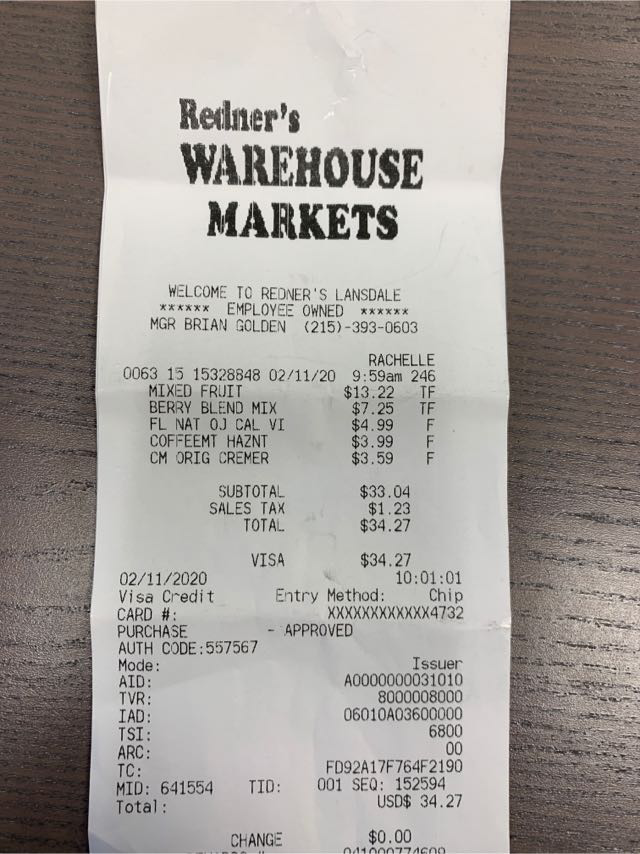 Redner's
WAREHOUSE
MARKETS
WELCOME TO REDNER'S LANSDALE
****** EMPLOYEE OWNED ******
MGR BRIAN GOLDEN (215)-393-0603
RACHELLE
0063 15 15328848 02/11/20 9:59am 246
MIXED FRUIT $13.22 TF
BERRY BLEND MIX $7.25 TF
FL NAT OJ CAL VI $4.99 F
COFFEEMT HAZNT $3.99 F
CM ORIG CREMER $3.59 F
SUBTOTAL $33.04
SALES TAX $1.23
TOTAL $34.27
VISA $34.27
02/11/2020 10:01:01
Visa Credit Entry Method: Chip
CARD #: XXXXXXXXXXXX4732
PURCHASE - APPROVED
AUTH CODE:557567
Mode: Issuer
AID: A0000000031010
TVR: 8000008000
IAD: 06010A03600000
TSI: 6800
ARC: 00
TC: FD92A17F764F2190
MID: 641554 TID: 001 SEQ: 152594
Total: USD$ 34.27
CHANGE $0.00